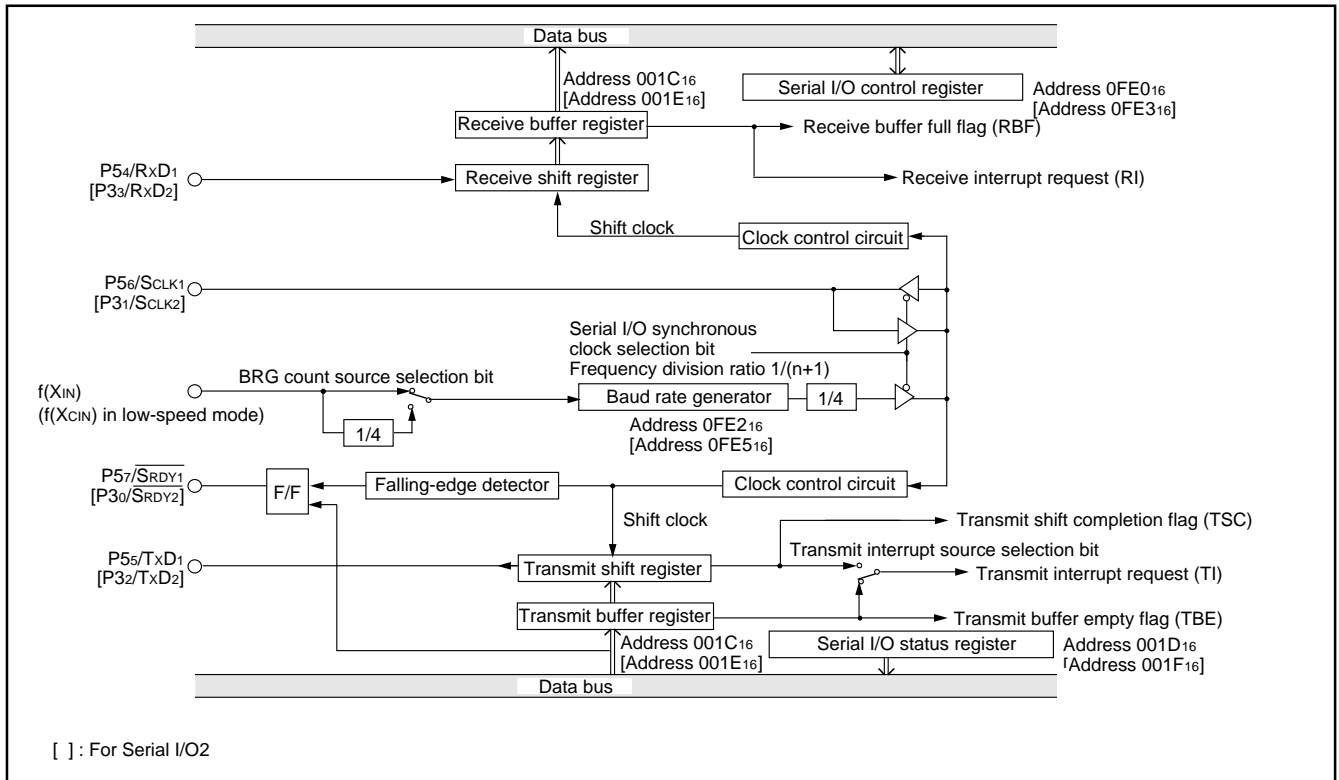 Data bus
Address 001C16
[Address 001E16]
Serial I/O control register
Address 0FE016
[Address 0FE316]
Receive buffer register
Receive buffer full flag (RBF)
P54/RxD1
[P33/RxD2]
Receive shift register
Receive interrupt request (RI)
Shift clock
Clock control circuit
P56/SCLK1
[P31/SCLK2]
Serial I/O synchronous
clock selection bit
Frequency division ratio 1/(n+1)
BRG count source selection bit
f(XIN)
(f(XCIN) in low-speed mode)
1/4
Baud rate generator
1/4
Address 0FE216
[Address 0FE516]
P57/SRDY1
[P30/SRDY2]
F/F
Falling-edge detector
Clock control circuit
Shift clock
Transmit shift completion flag (TSC)
P55/TxD1
[P32/TxD2]
Transmit shift register
Transmit interrupt source selection bit
Transmit interrupt request (TI)
Transmit buffer register
Transmit buffer empty flag (TBE)
Address 001C16
[Address 001E16]
Serial I/O status register
Address 001D16
[Address 001F16]
Data bus
[ ] : For Serial I/O2